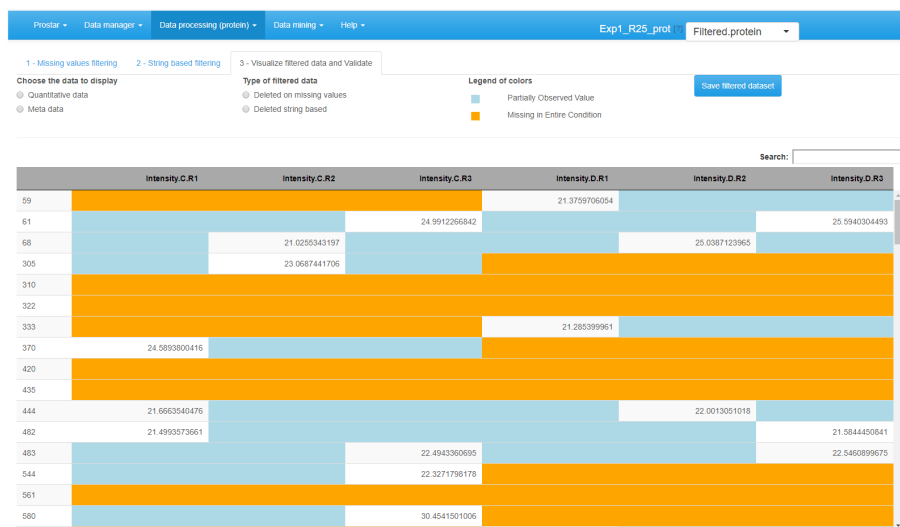 Prostar Data manager Data processing (protein) Data mining Help Exp1_R25_prot [?] Filtered.protein
1 - Missing values filtering 2 - String based filtering 3 - Visualize filtered data and Validate
Choose the data to display Type of filtered data Legend of colors
Quantitative data Deleted on missing values Partially Observed Value Save filtered dataset
Meta data Deleted string based Missing in Entire Condition
Search:
Intensity.C.R1 Intensity.C.R2 Intensity.C.R3 Intensity.D.R1 Intensity.D.R2 Intensity.D.R3
59 21.3759706054
61 24.9912266842 25.5940304493
68 21.0255343197 25.0387123965
305 23.0687441706
310
322
333 21.285399961
370 24.5893800416
420
435
444 21.6663540476 22.0013051018
482 21.4993573661 21.5844450841
483 22.4943360695 22.5460899675
544 22.3271798178
561
580 30.4541501006